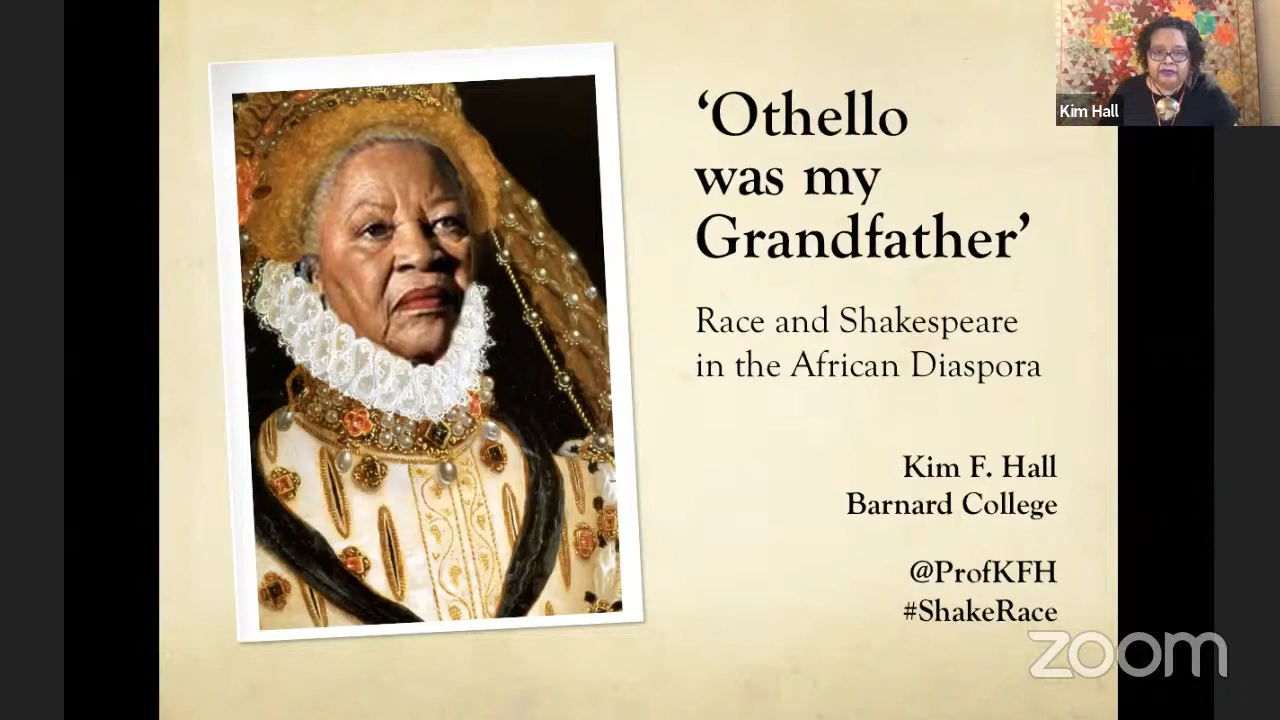 ‘Othello
was my
Grandfather’
Race and Shakespeare
in the African Diaspora
Kim F. Hall
Barnard College
@ProfKFH
#ShakeRace
Kim Hall
zoom